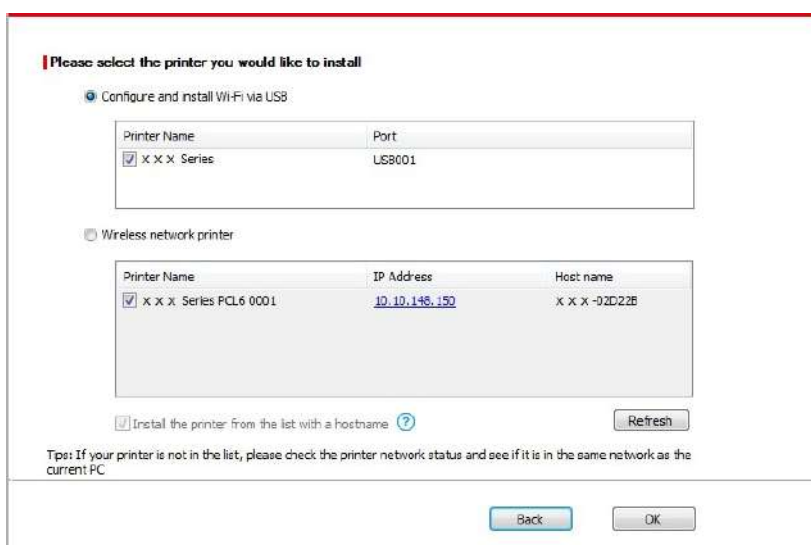 Please select the printer you would like to install
Configure and install Wi-Fi via USB
Printer Name Port
X X X Series USB001
Wireless network printer
Printer Name IP Address Host name
X X X Series PCL6 0001 10.10.148.150 X X X -02D22B
Install the printer from the list with a hostname ?
Refresh
Tips: If your printer is not in the list, please check the printer network status and see if it is in the same network as the
current PC
Back OK